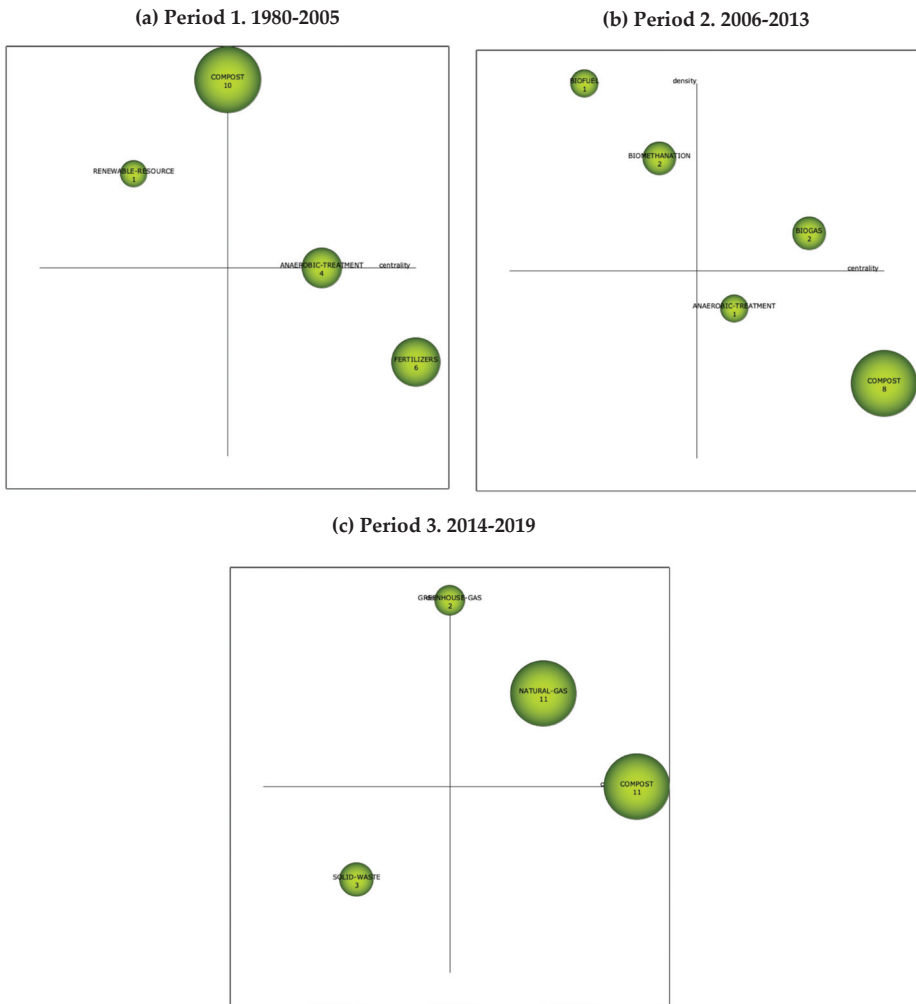 (a) Period 1. 1980-2005
COMPOST
10
RENEWABLE-RESOURCE
1
ANAEROBIC-TREATMENT
4
centrality
FERTILIZERS
6
(b) Period 2. 2006-2013
BIOFUEL
1
density
BIOMETHANATION
2
BIOGAS
2
centrality
ANAEROBIC-TREATMENT
1
COMPOST
8
(c) Period 3. 2014-2019
GREENHOUSE-GAS
2
NATURAL-GAS
11
COMPOST
11
SOLID-WASTE
3